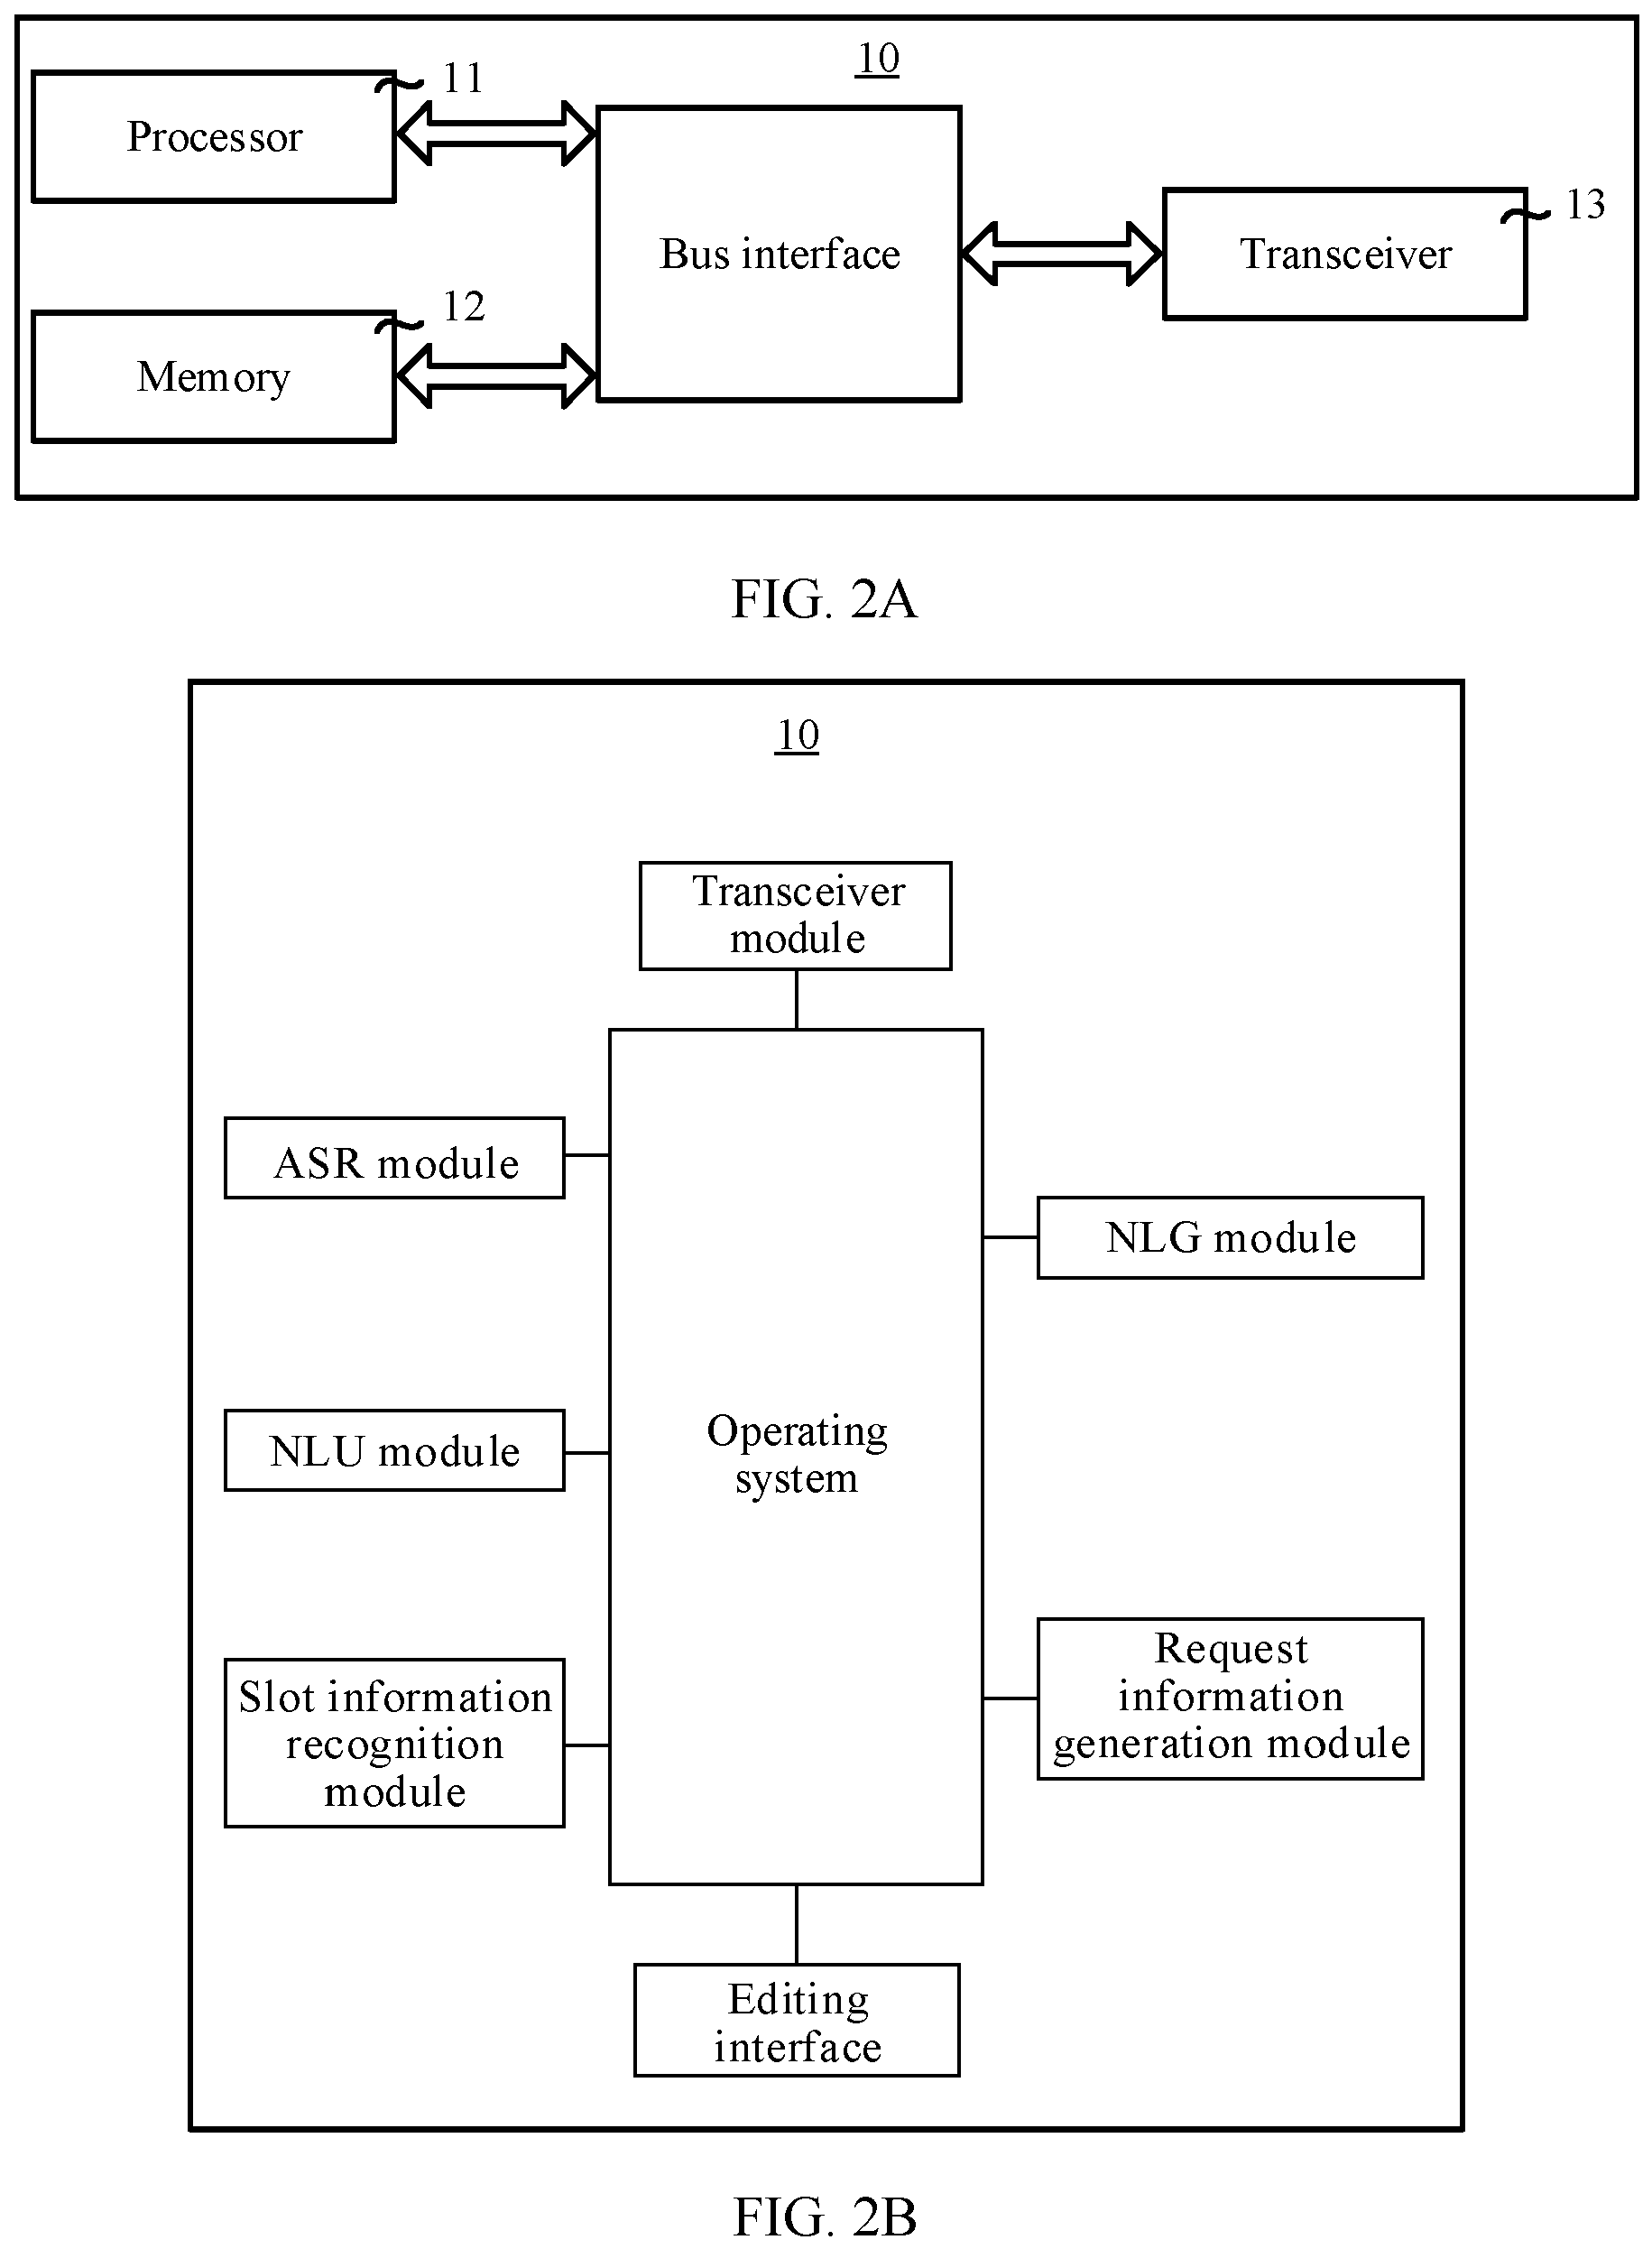 10
11
Processor
Bus interface
13
Transceiver
12
Memory
FIG. 2A
10
Transceiver
module
ASR module
NLG module
NLU module
Operating
system
Slot information
recognition
module
Request
information
generation module
Editing
interface
FIG. 2B